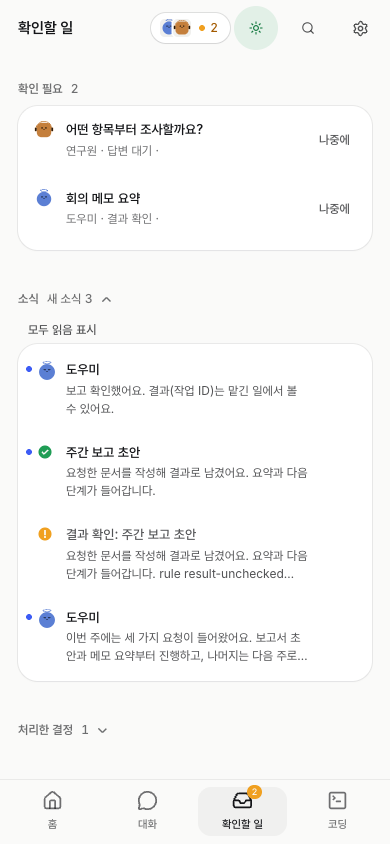 확인할 일
2
확인 필요 2
어떤 항목부터 조사할까요?
연구원 · 답변 대기 ·
나중에
회의 메모 요약
도우미 · 결과 확인 ·
나중에
소식 새 소식 3
모두 읽음 표시
도우미
보고 확인했어요. 결과(작업 ID)는 맡긴 일에서 볼
수 있어요.
주간 보고 초안
요청한 문서를 작성해 결과로 남겼어요. 요약과 다음
단계가 들어갑니다.
결과 확인: 주간 보고 초안
요청한 문서를 작성해 결과로 남겼어요. 요약과 다음
단계가 들어갑니다. rule result-unchecked...
도우미
이번 주에는 세 가지 요청이 들어왔어요. 보고서 초
안과 메모 요약부터 진행하고, 나머지는 다음 주로...
처리한 결정 1
홈
대화
2
확인할 일
코딩